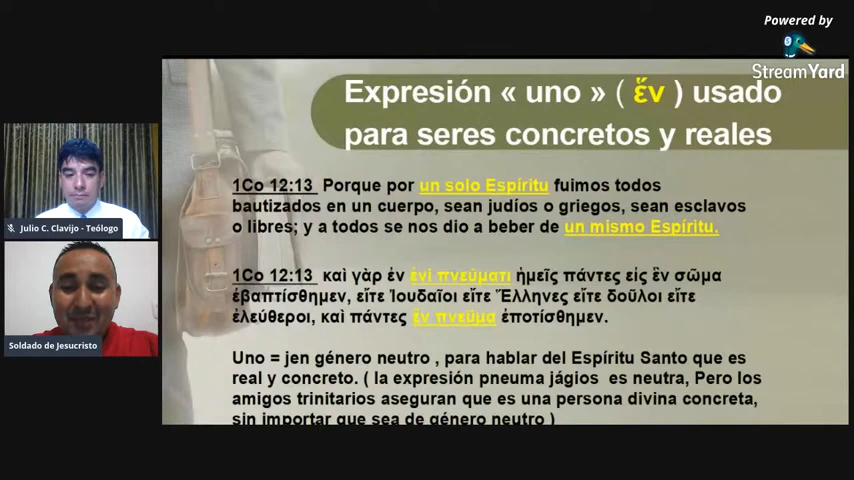 Powered by
StreamYard
Expresión « uno » ( ἕν ) usado
para seres concretos y reales
1Co 12:13 Porque por un solo Espíritu fuimos todos
bautizados en un cuerpo, sean judíos o griegos, sean esclavos
o libres; y a todos se nos dio a beber de un mismo Espíritu.
1Co 12:13 καὶ γὰρ ἐν ἑνὶ πνεύματι ἡμεῖς πάντες εἰς ἓν σῶμα
ἐβαπτίσθημεν, εἴτε Ἰουδαῖοι εἴτε Ἕλληνες εἴτε δοῦλοι εἴτε
ἐλεύθεροι, καὶ πάντες ἓν πνεῦμα ἐποτίσθημεν.
Uno = jen género neutro , para hablar del Espíritu Santo que es
real y concreto. ( la expresión pneuma jágios es neutra, Pero los
amigos trinitarios aseguran que es una persona divina concreta,
sin importar que sea de género neutro )
Julio C. Clavijo - Teólogo
Soldado de Jesucristo